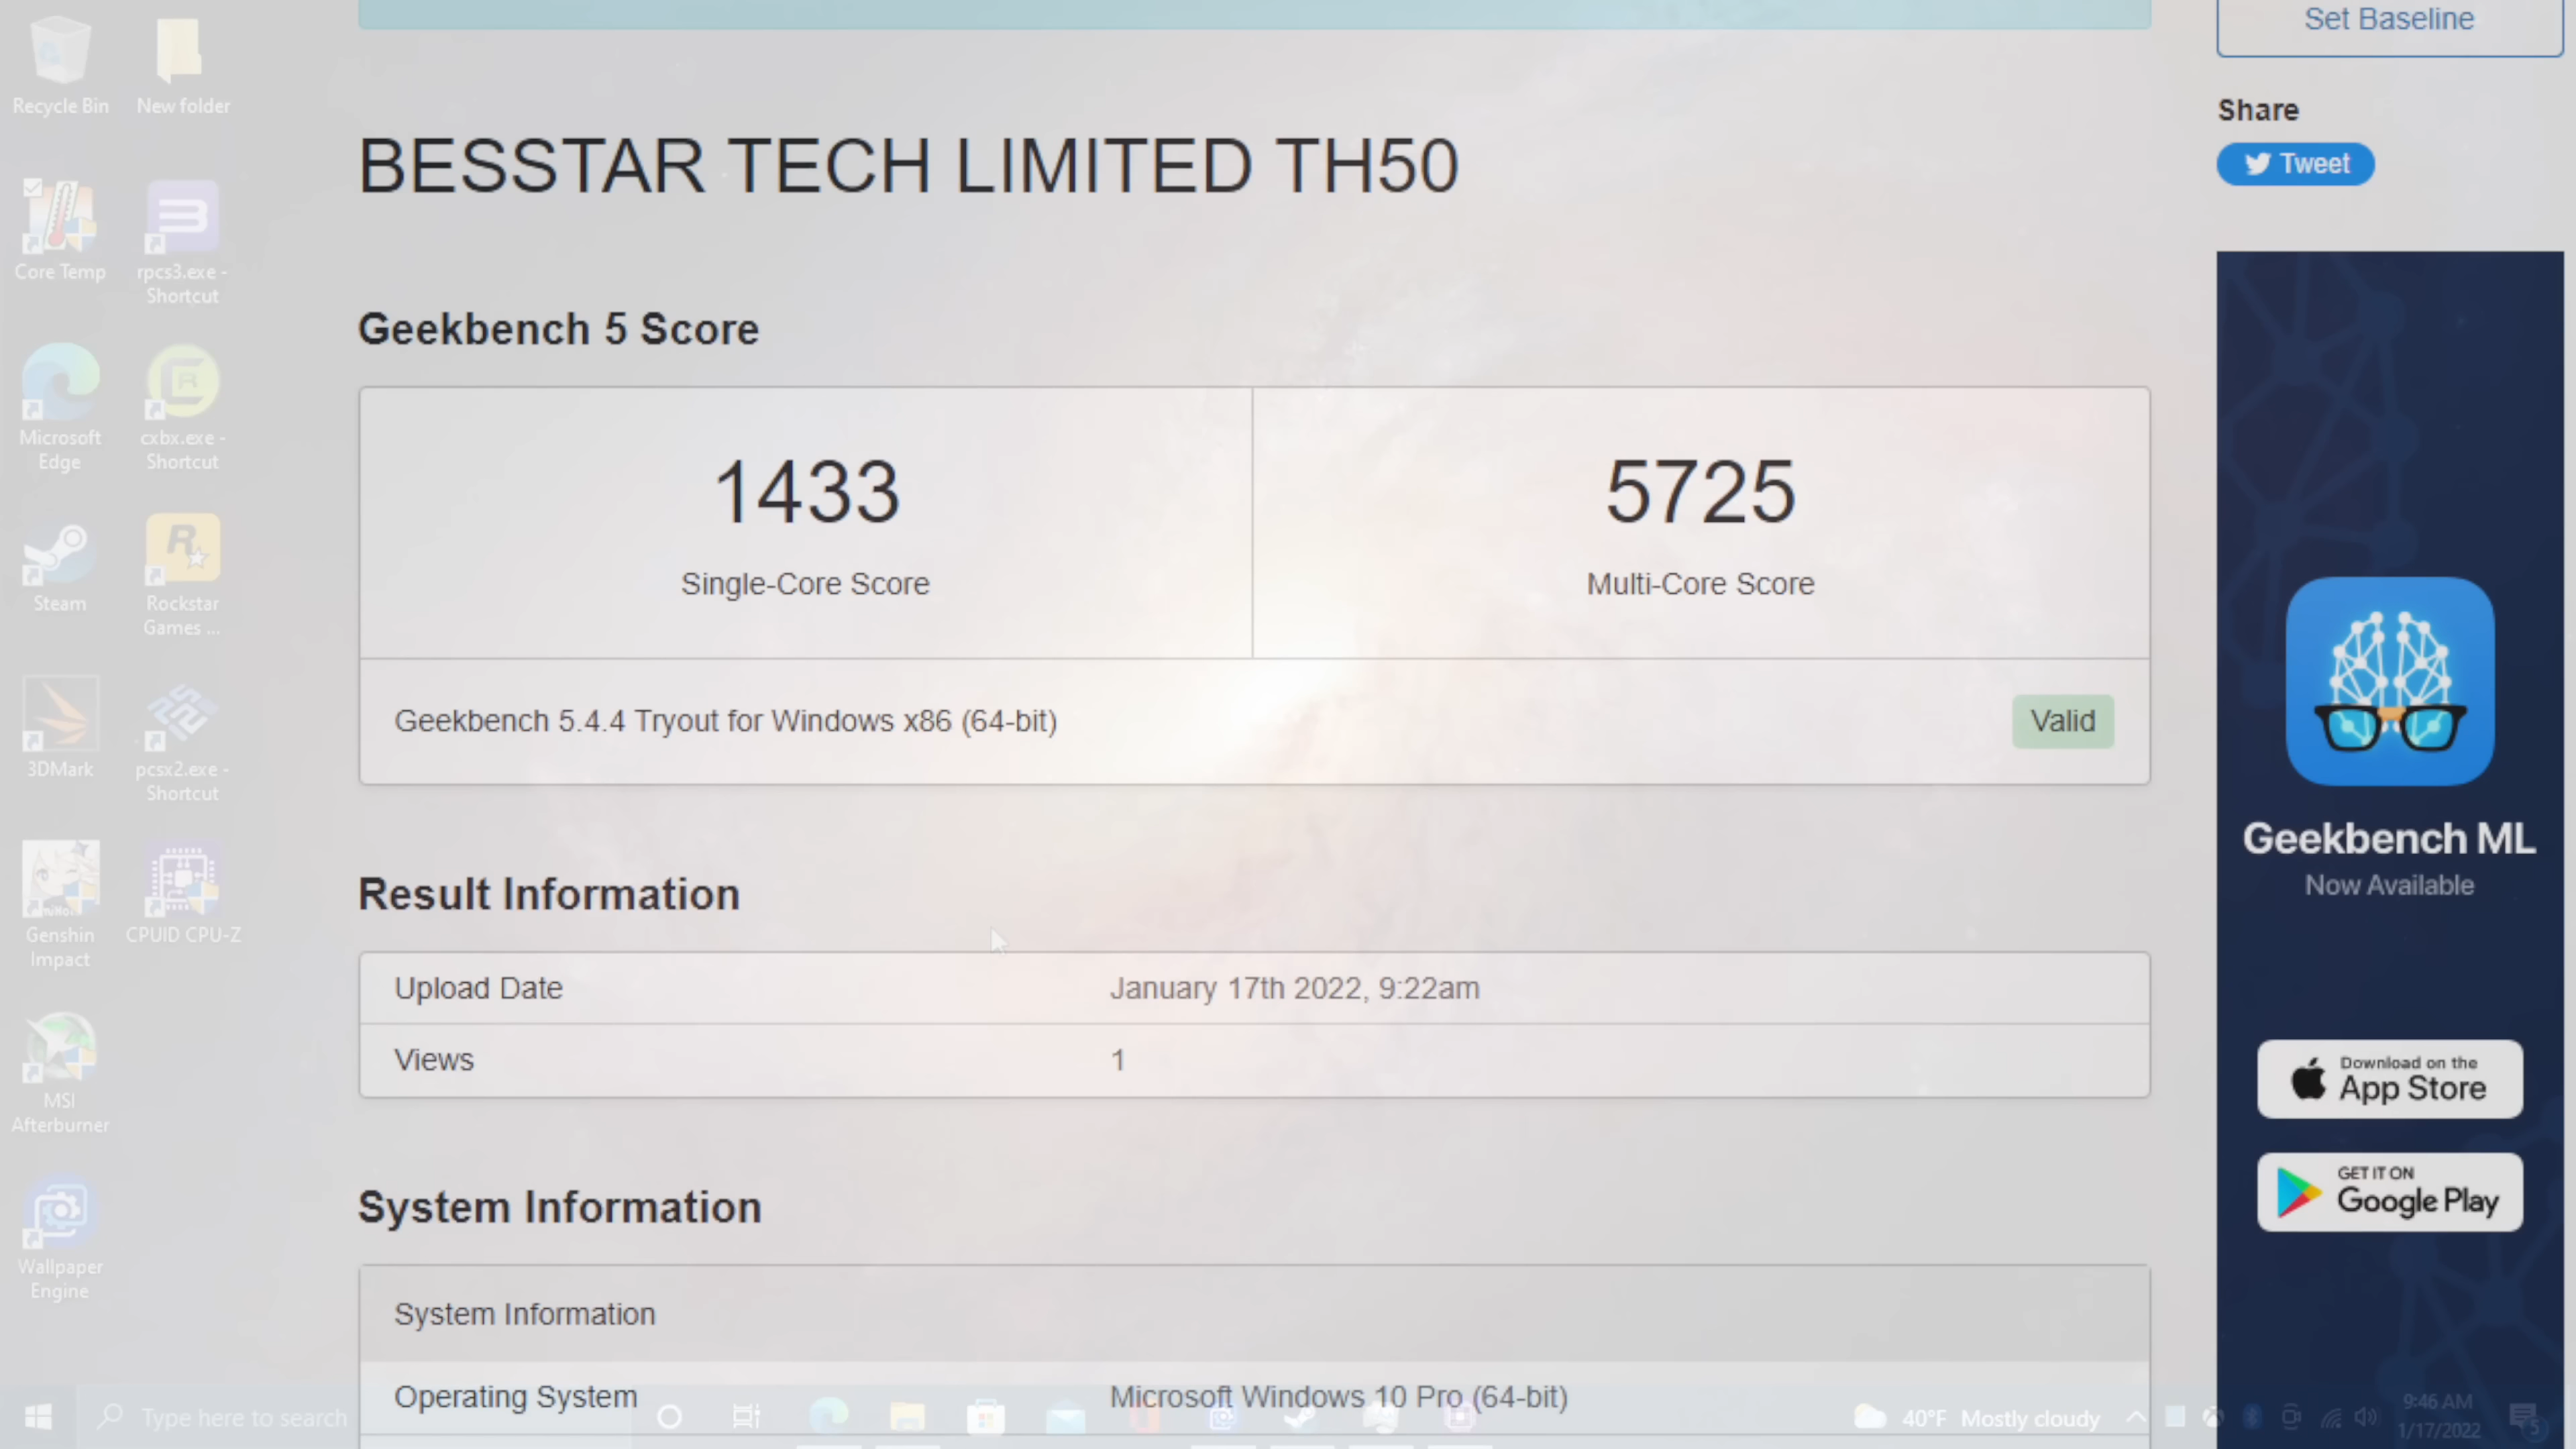 Recycle Bin
New folder
Core Temp
rpcs3.exe -
Shortcut
Microsoft
Edge
cxbx.exe -
Shortcut
Steam
Rockstar
Games ...
3DMark
pcsx2.exe -
Shortcut
Genshin
Impact
CPUID CPU-Z
MSI
Afterburner
Wallpaper
Engine
BESSTAR TECH LIMITED TH50
Geekbench 5 Score
1433
Single-Core Score
5725
Multi-Core Score
Geekbench 5.4.4 Tryout for Windows x86 (64-bit)
Valid
Result Information
Upload Date
January 17th 2022, 9:22am
Views
1
System Information
System Information
Operating System
Microsoft Windows 10 Pro (64-bit)
Set Baseline
Share
Tweet
Geekbench ML
Now Available
Download on the
App Store
GET IT ON
Google Play
Type here to search
40°F Mostly cloudy
9:46 AM
1/17/2022
5